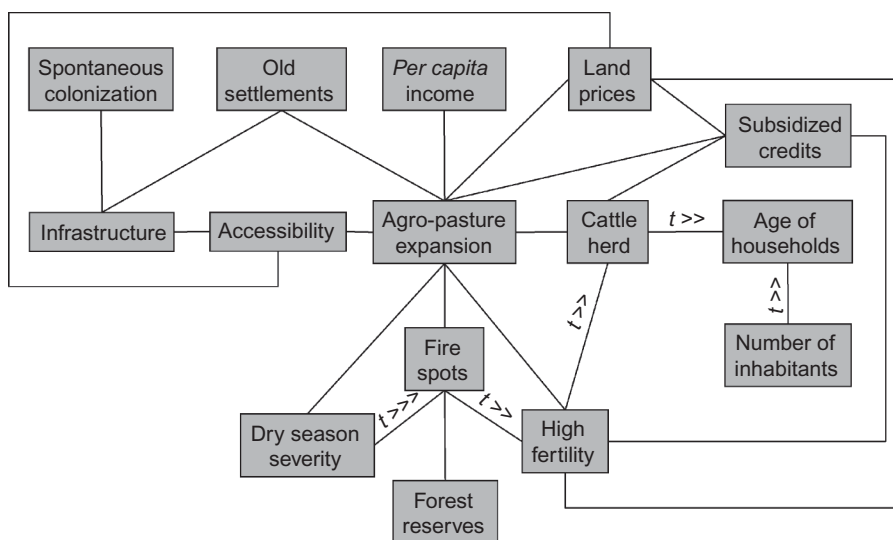 Spontaneous
colonization
Old
settlements
Per capita
income
Land
prices
Subsidized
credits
Infrastructure
Accessibility
Agro-pasture
expansion
Cattle
herd
t >>
Age of
households
t >>
t >>
Number of
inhabitants
Fire
spots
t >>>
t >>
Dry season
severity
High
fertility
Forest
reserves